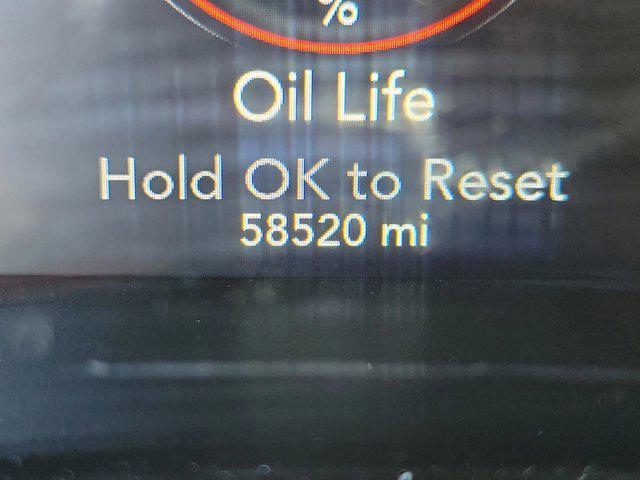 %
Oil Life
Hold OK to Reset
58520 mi